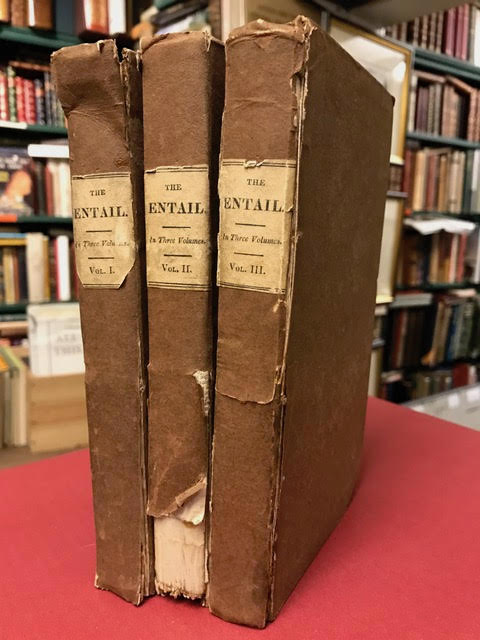 THE
ENTAIL.
In Three Volumes.
VOL. I.
THE
ENTAIL.
In Three Volumes.
VOL. II.
THE
ENTAIL.
In Three Volumes.
VOL. III.